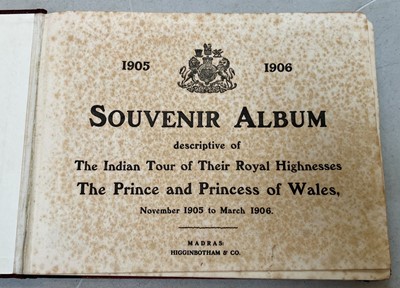 1905 1906
SOUVENIR ALBUM
descriptive of
The Indian Tour of Their Royal Highnesses
The Prince and Princess of Wales,
November 1905 to March 1906.
MADRAS:
HIGGINBOTHAM & CO.